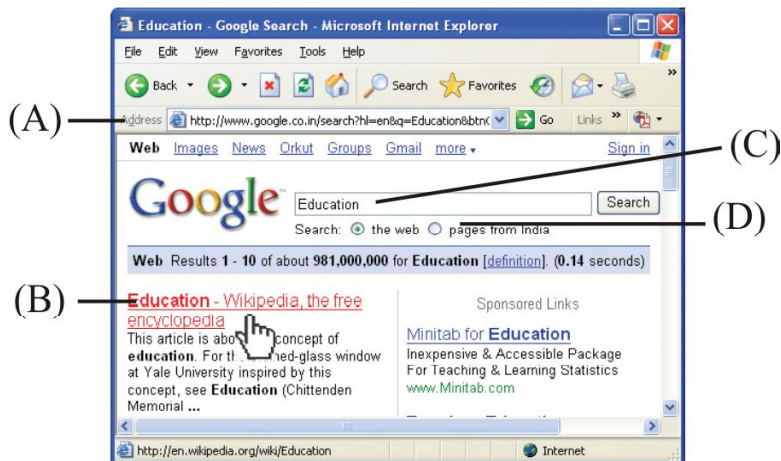 Education - Google Search - Microsoft Internet Explorer
File Edit View Favorites Tools Help
Back Search Favorites »
(A)
Address http://www.google.co.in/search?hl=en&q=Education&btn( Go Links »
Web Images News Orkut Groups Gmail more Sign in
(C)
Google™ Education Search
(D)
Search: the web pages from India
Web Results 1 - 10 of about 981,000,000 for Education [definition]. (0.14 seconds)
(B)
Education - Wikipedia, the free
encyclopedia
This article is abo concept of
education. For th ned-glass window
at Yale University inspired by this
concept, see Education (Chittenden
Memorial ...
Sponsored Links
Minitab for Education
Inexpensive & Accessible Package
For Teaching & Learning Statistics
www.Minitab.com
http://en.wikipedia.org/wiki/Education Internet